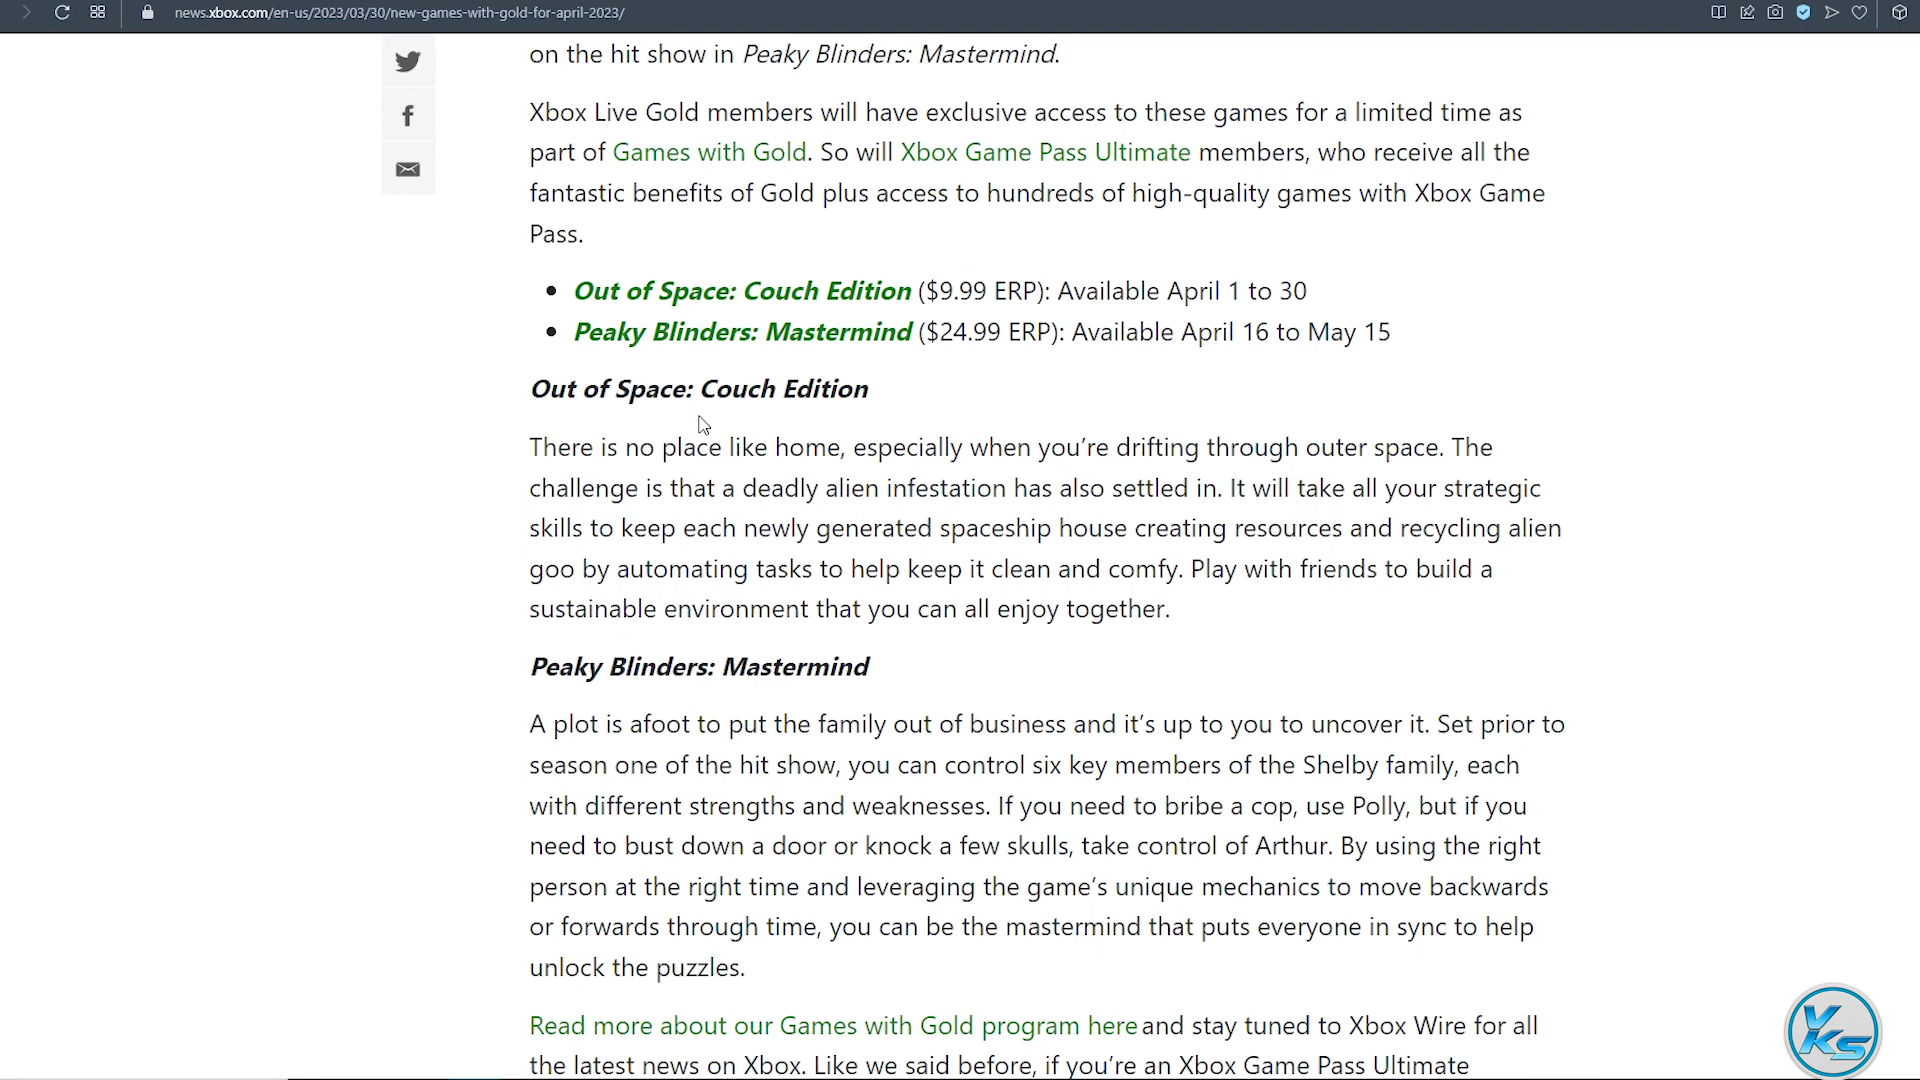 news.xbox.com/en-us/2023/03/30/new-games-with-gold-for-april-2023/
on the hit show in Peaky Blinders: Mastermind.
Xbox Live Gold members will have exclusive access to these games for a limited time as
part of Games with Gold. So will Xbox Game Pass Ultimate members, who receive all the
fantastic benefits of Gold plus access to hundreds of high-quality games with Xbox Game
Pass.
• Out of Space: Couch Edition ($9.99 ERP): Available April 1 to 30
• Peaky Blinders: Mastermind ($24.99 ERP): Available April 16 to May 15
Out of Space: Couch Edition
There is no place like home, especially when you’re drifting through outer space. The
challenge is that a deadly alien infestation has also settled in. It will take all your strategic
skills to keep each newly generated spaceship house creating resources and recycling alien
goo by automating tasks to help keep it clean and comfy. Play with friends to build a
sustainable environment that you can all enjoy together.
Peaky Blinders: Mastermind
A plot is afoot to put the family out of business and it’s up to you to uncover it. Set prior to
season one of the hit show, you can control six key members of the Shelby family, each
with different strengths and weaknesses. If you need to bribe a cop, use Polly, but if you
need to bust down a door or knock a few skulls, take control of Arthur. By using the right
person at the right time and leveraging the game’s unique mechanics to move backwards
or forwards through time, you can be the mastermind that puts everyone in sync to help
unlock the puzzles.
Read more about our Games with Gold program here and stay tuned to Xbox Wire for all
the latest news on Xbox. Like we said before, if you’re an Xbox Game Pass Ultimate
VKS